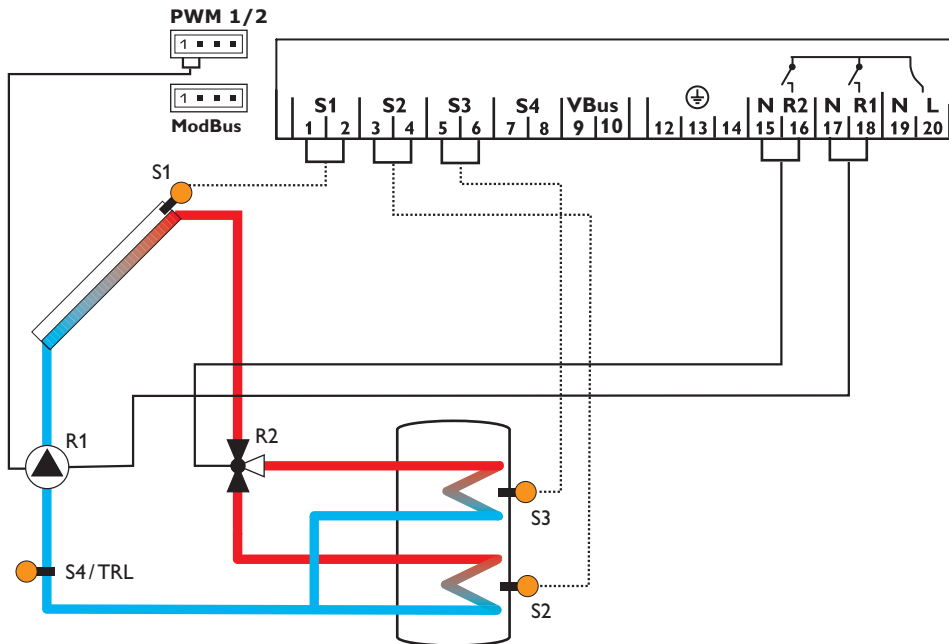 PWM 1/2
1
1
ModBus
S1 S2 S3 S4 VBus N R2 N R1 N L
1 2 3 4 5 6 7 8 9 10 12 13 14 15 16 17 18 19 20
S1
R1
R2
S3
S4/TRL
S2